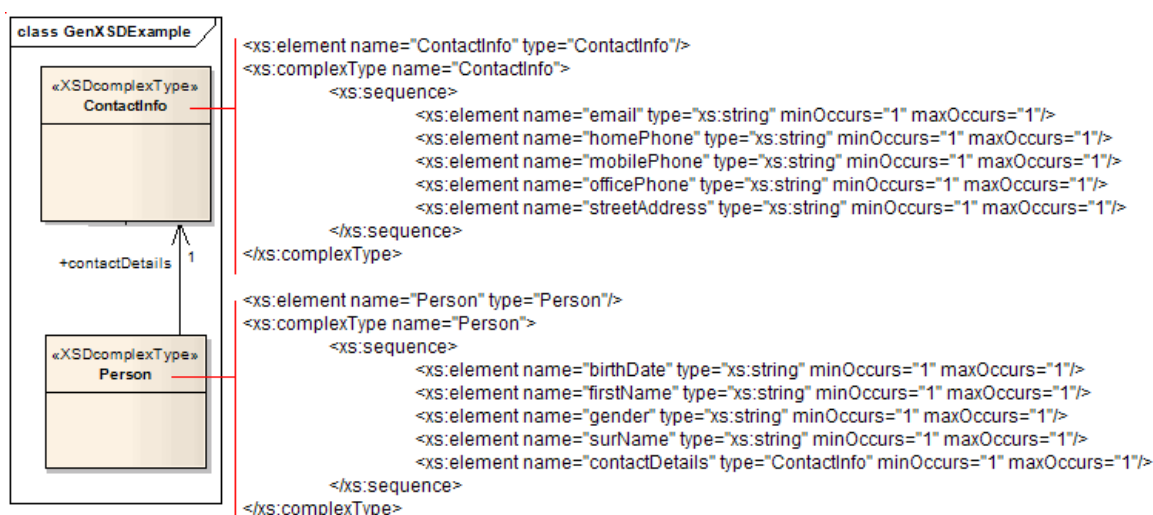 class GenXSDExample
«XSDcomplexType»
ContactInfo
+contactDetails 1
«XSDcomplexType»
Person
<xs:element name="ContactInfo" type="ContactInfo"/>
<xs:complexType name="ContactInfo">
<xs:sequence>
<xs:element name="email" type="xs:string" minOccurs="1" maxOccurs="1"/>
<xs:element name="homePhone" type="xs:string" minOccurs="1" maxOccurs="1"/>
<xs:element name="mobilePhone" type="xs:string" minOccurs="1" maxOccurs="1"/>
<xs:element name="officePhone" type="xs:string" minOccurs="1" maxOccurs="1"/>
<xs:element name="streetAddress" type="xs:string" minOccurs="1" maxOccurs="1"/>
</xs:sequence>
</xs:complexType>
<xs:element name="Person" type="Person"/>
<xs:complexType name="Person">
<xs:sequence>
<xs:element name="birthDate" type="xs:string" minOccurs="1" maxOccurs="1"/>
<xs:element name="firstName" type="xs:string" minOccurs="1" maxOccurs="1"/>
<xs:element name="gender" type="xs:string" minOccurs="1" maxOccurs="1"/>
<xs:element name="surName" type="xs:string" minOccurs="1" maxOccurs="1"/>
<xs:element name="contactDetails" type="ContactInfo" minOccurs="1" maxOccurs="1"/>
</xs:sequence>
</xs:complexType>